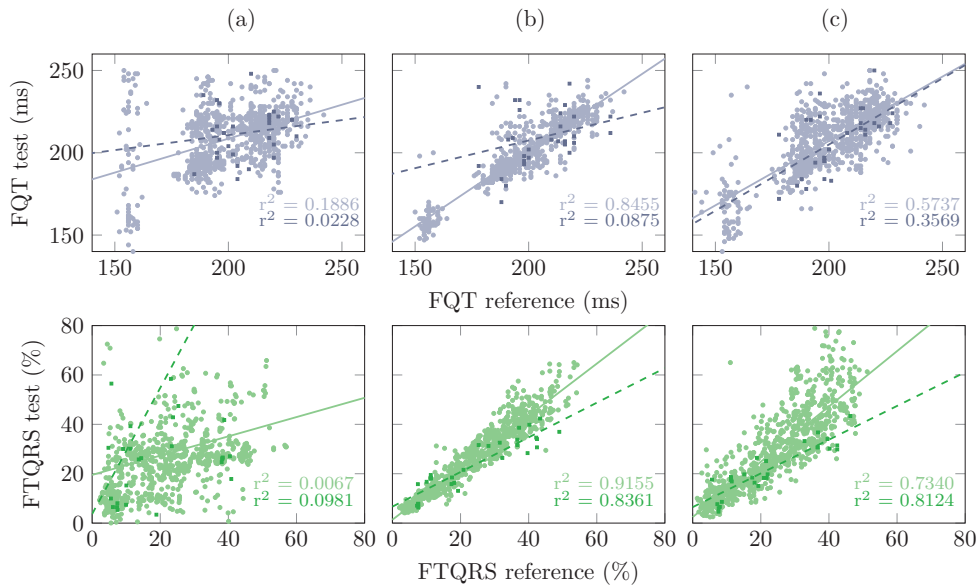 (a) (b) (c)
FQT test (ms)
250
200
150
r² = 0.1886
r² = 0.0228
150 200 250
r² = 0.8455
r² = 0.0875
150 200 250
r² = 0.5737
r² = 0.3569
150 200 250
FQT reference (ms)
FTQRS test (%)
80
60
40
20
0
r² = 0.0067
r² = 0.0981
0 20 40 60 80
r² = 0.9155
r² = 0.8361
0 20 40 60 80
r² = 0.7340
r² = 0.8124
0 20 40 60 80
FTQRS reference (%)